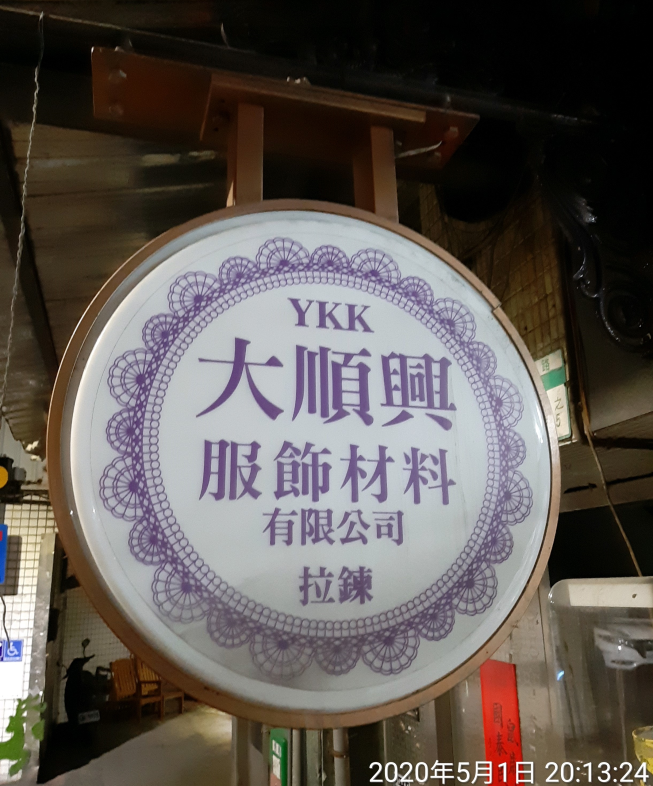 YKK
大順興
服飾材料
有限公司
拉鍊
2020年5月1日 20:13:24